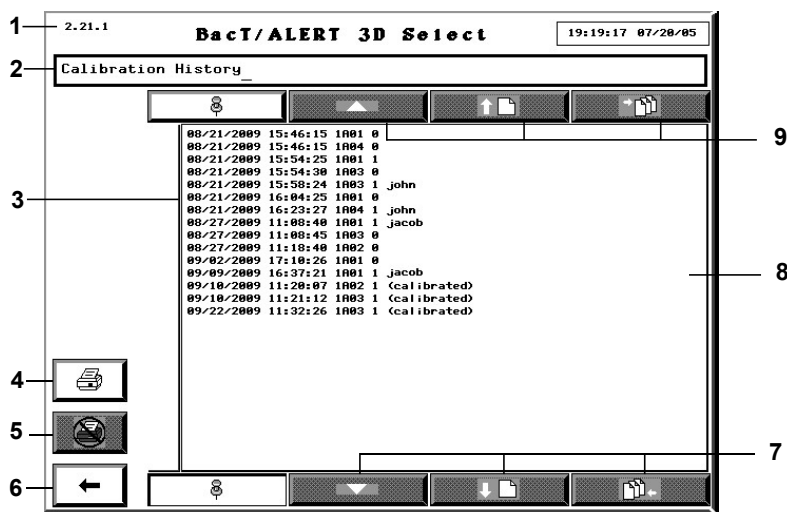 1
2.21.1
BacT/ALERT 3D Select
19:19:17 07/20/05
2
Calibration History_
9
08/21/2009 15:46:15 1A01 0
08/21/2009 15:46:15 1A04 0
08/21/2009 15:54:25 1A01 1
08/21/2009 15:54:30 1A03 0
08/21/2009 15:58:24 1A03 1 john
3
08/21/2009 16:04:25 1A01 0
08/21/2009 16:23:27 1A04 1 john
08/27/2009 11:08:40 1A01 1 jacob
08/27/2009 11:08:45 1A03 0
08/27/2009 11:18:40 1A02 0
09/02/2009 17:10:26 1A01 0
09/09/2009 16:37:21 1A01 1 jacob
8
09/10/2009 11:20:07 1A02 1 (calibrated)
09/10/2009 11:21:12 1A03 1 (calibrated)
09/22/2009 11:32:26 1A03 1 (calibrated)
4
5
7
6